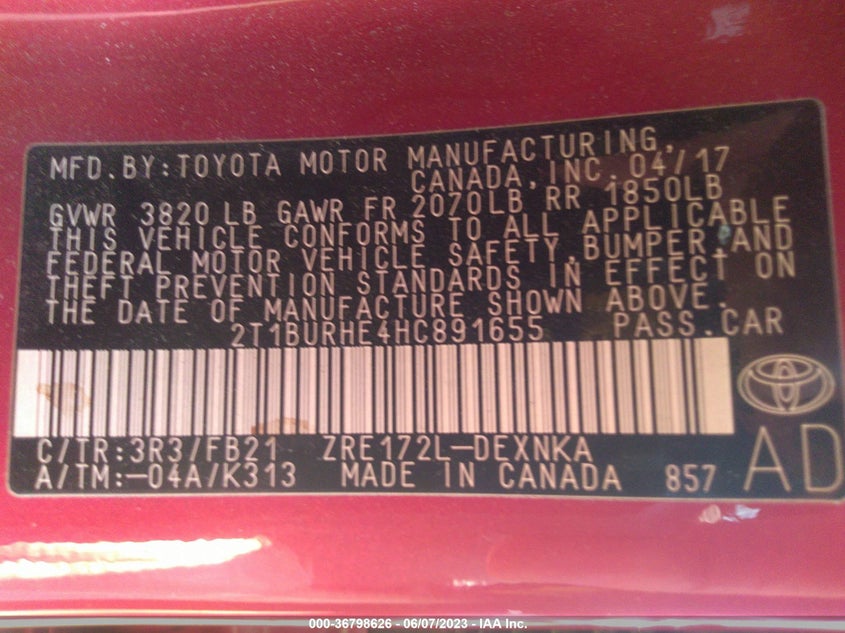 MFD.BY:TOYOTA MOTOR MANUFACTURING,
CANADA,INC. 04/17
GVWR 3820 LB GAWR FR 2070LB RR 1850LB
THIS VEHICLE CONFORMS TO ALL APPLICABLE
FEDERAL MOTOR VEHICLE SAFETY,BUMPER AND
THEFT PREVENTION STANDARDS IN EFFECT ON
THE DATE OF MANUFACTURE SHOWN ABOVE.
2T1BURHE4HC891655 PASS.CAR
C/TR:3R3/FB21 ZRE172L-DEXNKA
A/TM:-04A/K313 MADE IN CANADA 857 AD
000-36798626 - 06/07/2023 - IAA Inc.